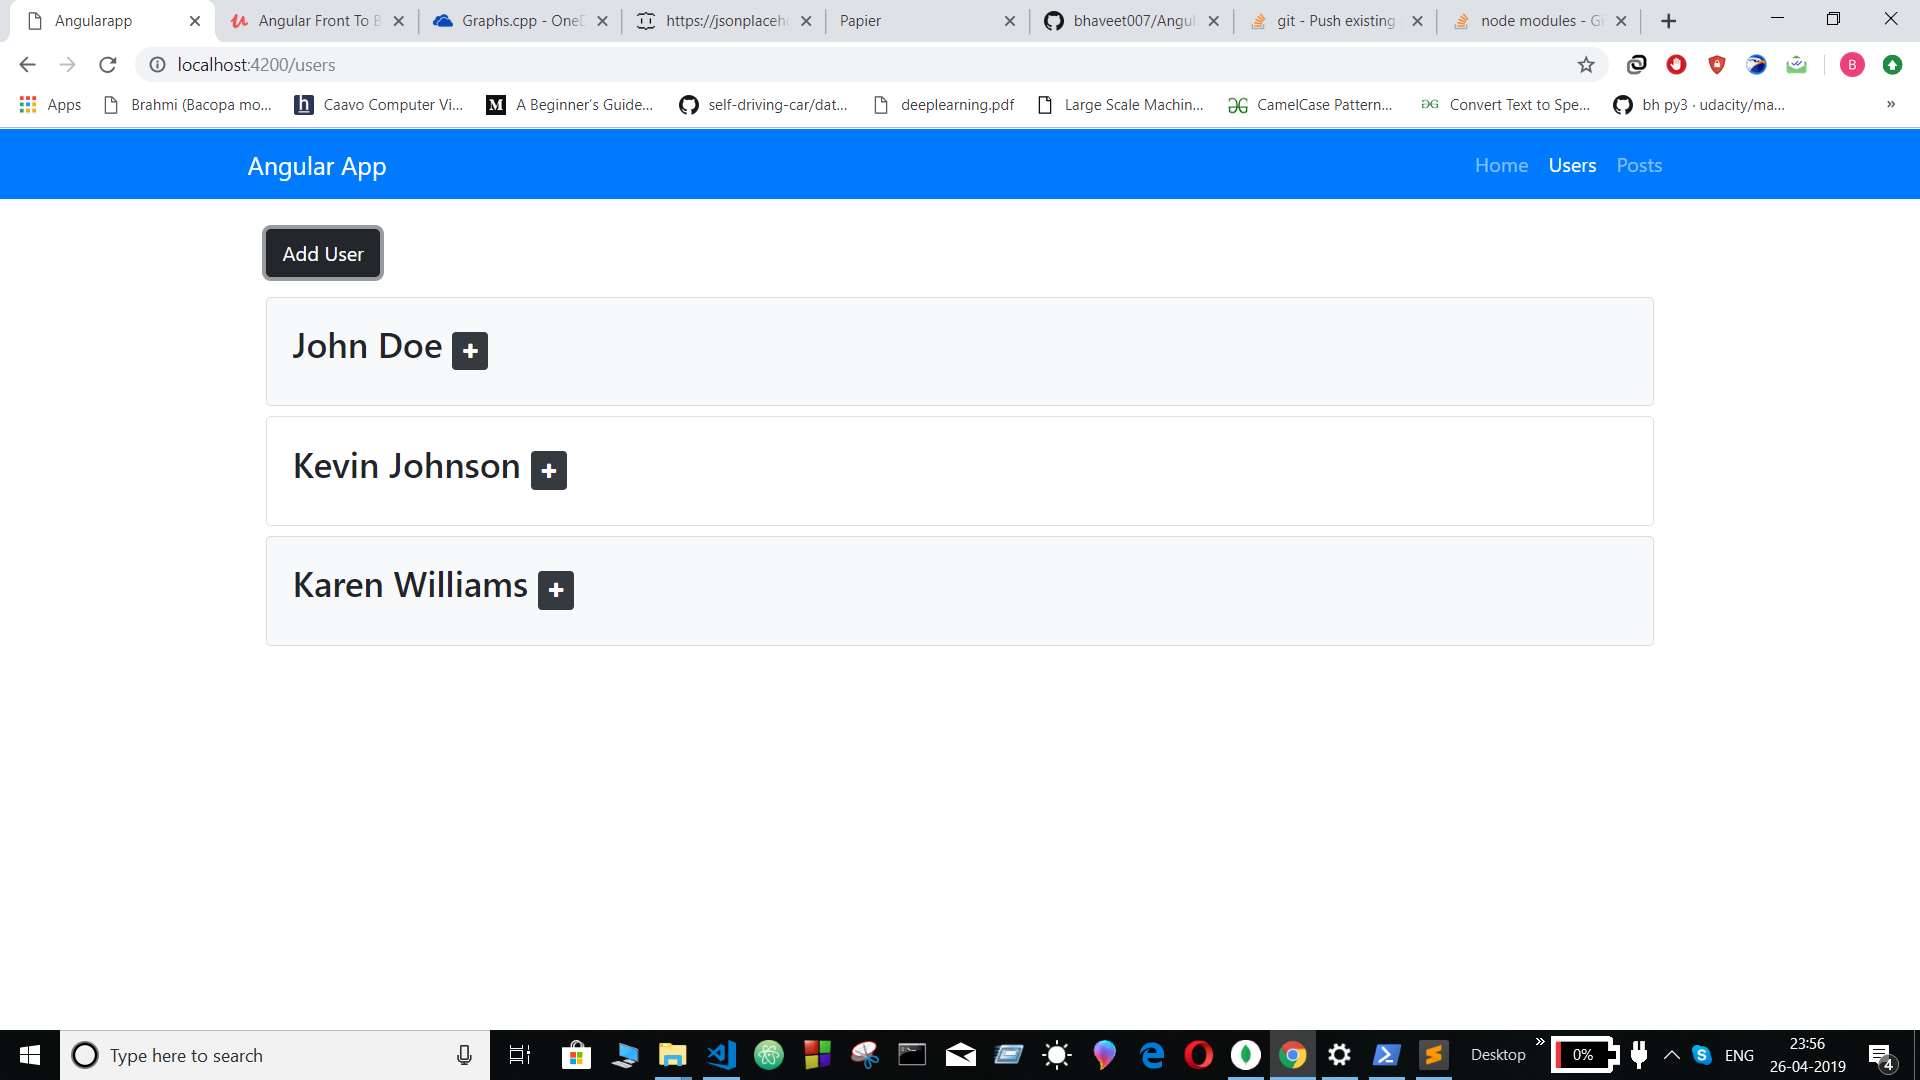 Angularapp
Angular Front To B
Graphs.cpp - OneD
https://jsonplaceho
Papier
bhaveet007/Angul
git - Push existing
node modules - Gi
localhost:4200/users
B
Apps
Brahmi (Bacopa mo...
Caavo Computer Vi...
A Beginner's Guide...
self-driving-car/dat...
deeplearning.pdf
Large Scale Machin...
CamelCase Pattern...
Convert Text to Spe...
bh py3 · udacity/ma...
»
Angular App
Home
Users
Posts
Add User
John Doe
Kevin Johnson
Karen Williams
Type here to search
Desktop
»
0%
ENG
23:56
26-04-2019
4